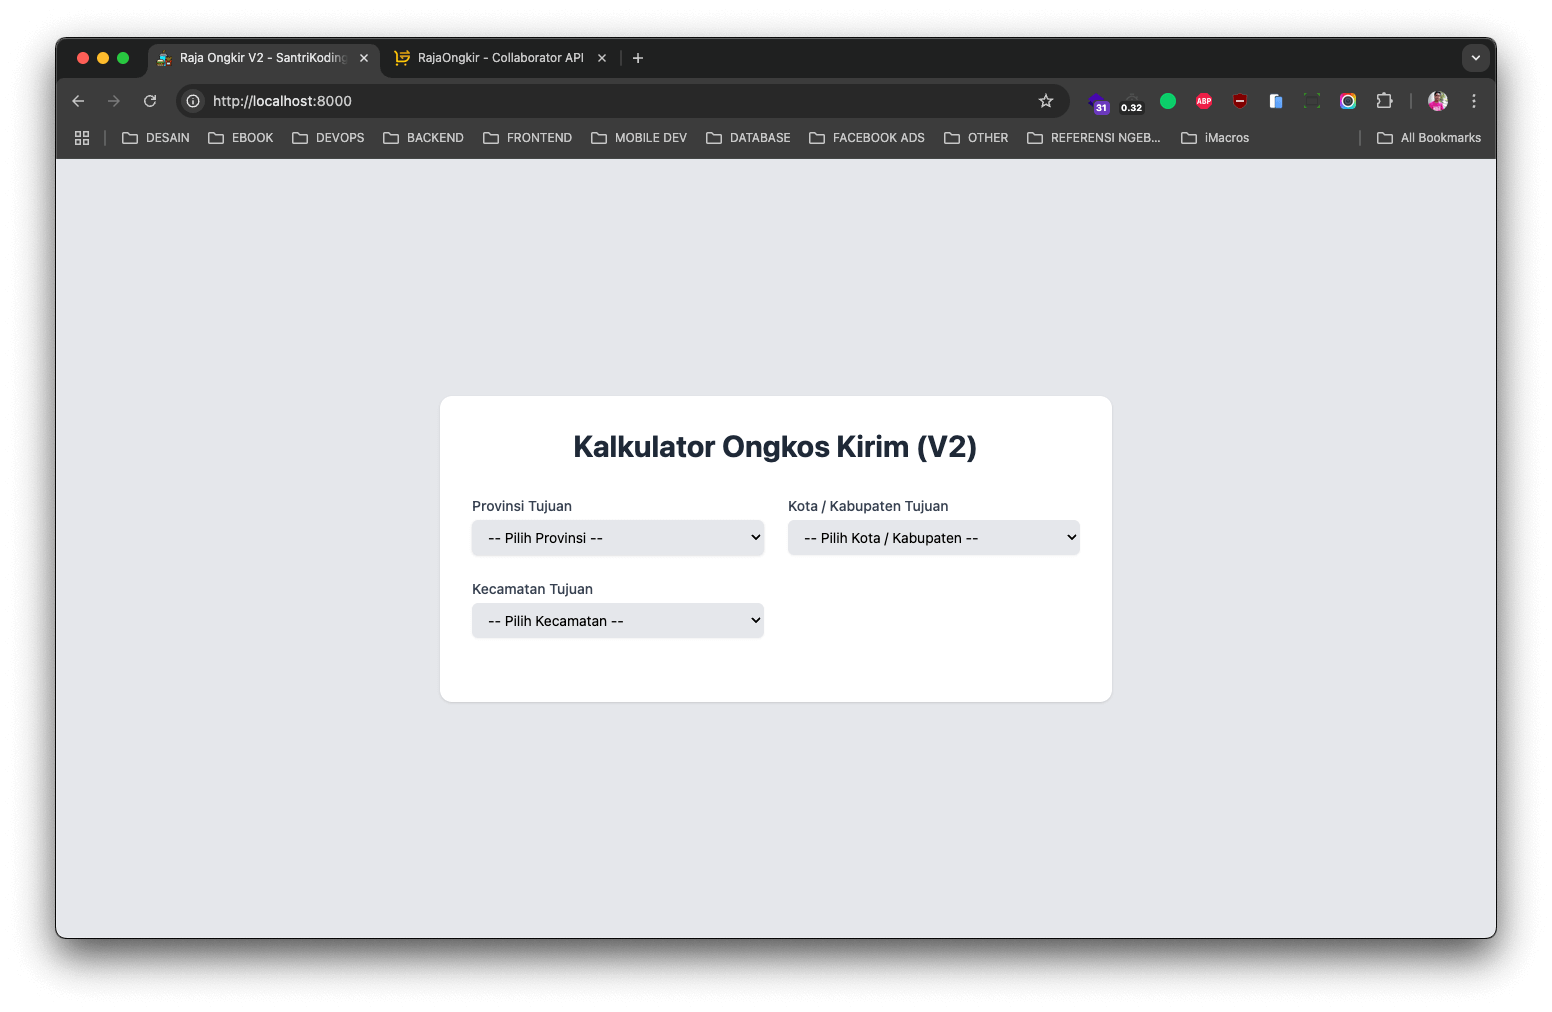 Raja Ongkir V2 - SantriKoding
RajaOngkir - Collaborator API
http://localhost:8000
31
0.32
ABP
DESAIN
EBOOK
DEVOPS
BACKEND
FRONTEND
MOBILE DEV
DATABASE
FACEBOOK ADS
OTHER
REFERENSI NGEB...
iMacros
All Bookmarks
Kalkulator Ongkos Kirim (V2)
Provinsi Tujuan
Kota / Kabupaten Tujuan
-- Pilih Provinsi --
-- Pilih Kota / Kabupaten --
Kecamatan Tujuan
-- Pilih Kecamatan --